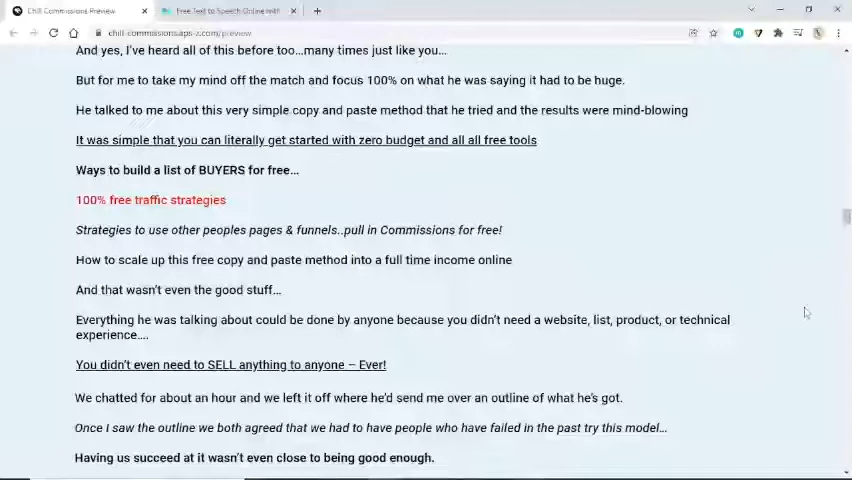 Chill Commissions Preview
Free Text to Speech Online with
chill-commissions.aps-z.com/preview
And yes, I've heard all of this before too...many times just like you...
But for me to take my mind off the match and focus 100% on what he was saying it had to be huge.
He talked to me about this very simple copy and paste method that he tried and the results were mind-blowing
It was simple that you can literally get started with zero budget and all all free tools
Ways to build a list of BUYERS for free...
100% free traffic strategies
Strategies to use other peoples pages & funnels..pull in Commissions for free!
How to scale up this free copy and paste method into a full time income online
And that wasn't even the good stuff...
Everything he was talking about could be done by anyone because you didn't need a website, list, product, or technical
experience....
You didn't even need to SELL anything to anyone – Ever!
We chatted for about an hour and we left it off where he'd send me over an outline of what he's got.
Once I saw the outline we both agreed that we had to have people who have failed in the past try this model...
Having us succeed at it wasn't even close to being good enough.